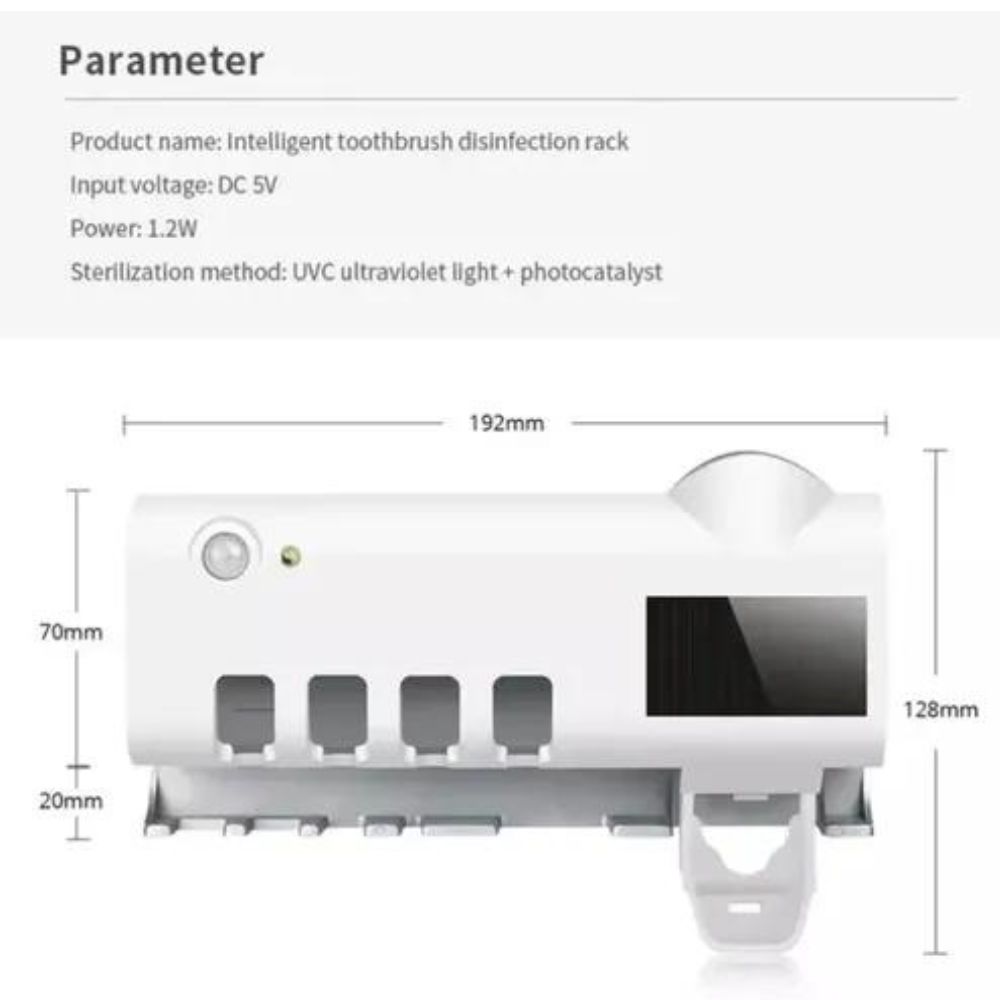 Parameter
Product name: Intelligent toothbrush disinfection rack
Input voltage: DC 5V
Power: 1.2W
Sterilization method: UVC ultraviolet light + photocatalyst
192mm
70mm
128mm
20mm